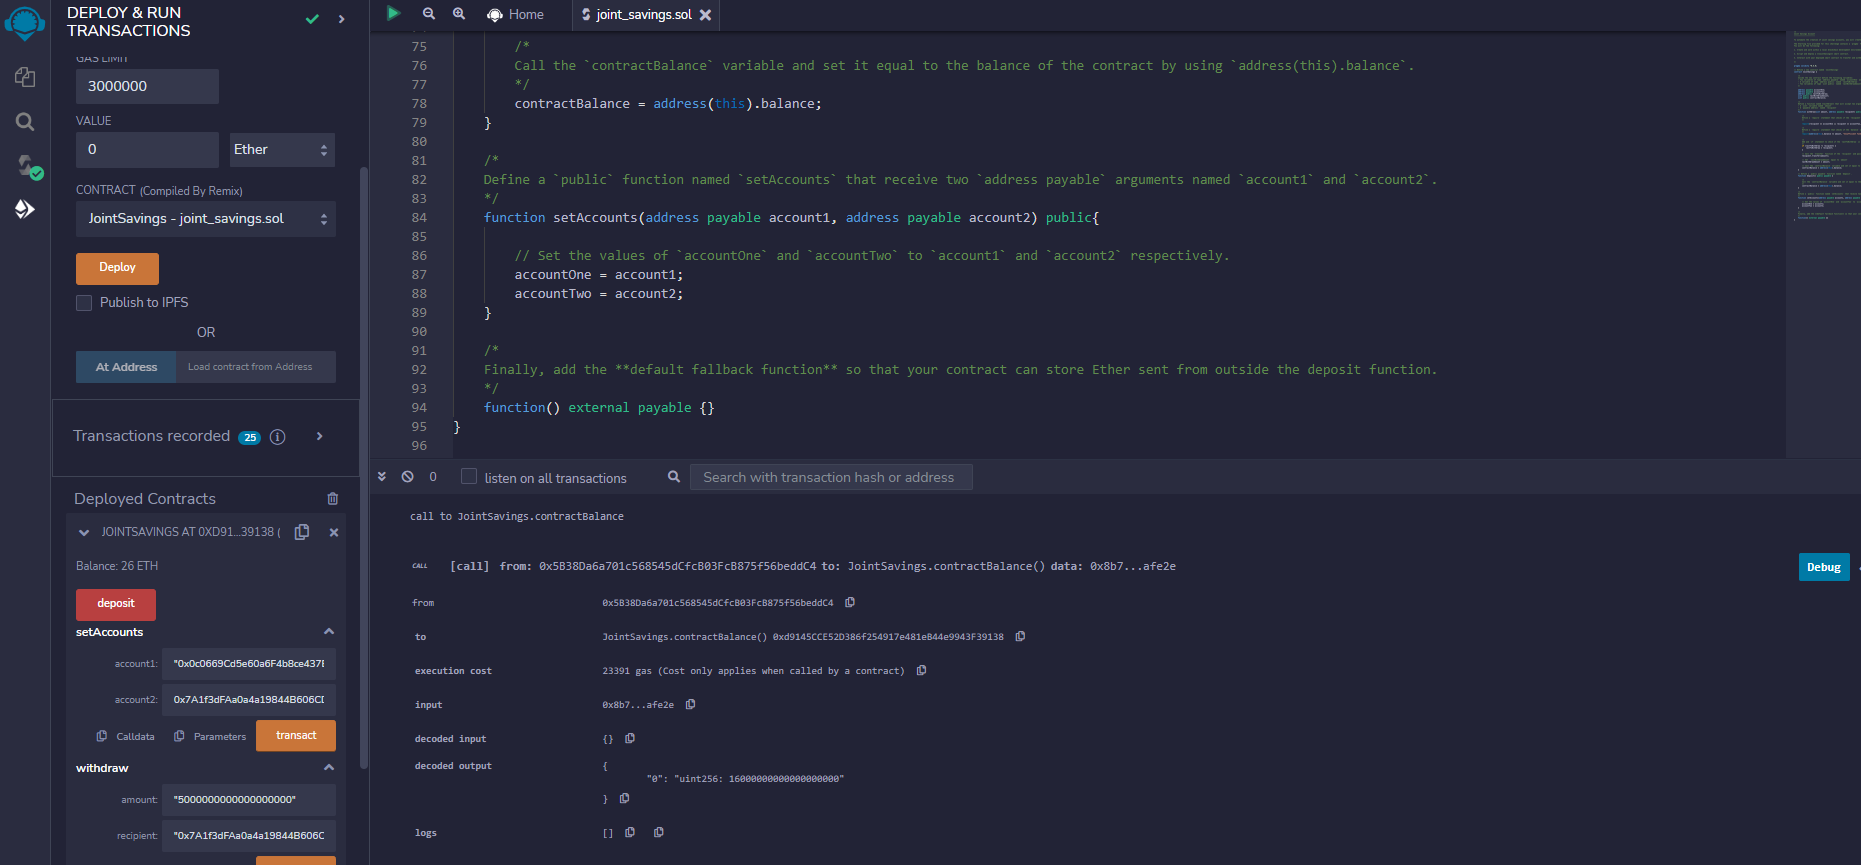 DEPLOY & RUN
TRANSACTIONS
GAS LIMIT
3000000
VALUE
0
Ether
CONTRACT (Compiled By Remix)
JointSavings - joint_savings.sol
Deploy
Publish to IPFS
OR
At Address
Load contract from Address
Transactions recorded 25
Deployed Contracts
JOINTSAVINGS AT 0XD91...39138 (
Balance: 26 ETH
deposit
setAccounts
account1: "0x0c0669Cd5e60a6F4b8ce437E
account2: 0x7A1f3dFAa0a4a19844B606CD
Calldata
Parameters
transact
withdraw
amount: "5000000000000000000"
recipient: "0x7A1f3dFAa0a4a19844B606C
Home
joint_savings.sol
75 /*
76 Call the `contractBalance` variable and set it equal to the balance of the contract by using `address(this).balance`.
77 */
78 contractBalance = address(this).balance;
79 }
80
81 /*
82 Define a `public` function named `setAccounts` that receive two `address payable` arguments named `account1` and `account2`.
83 */
84 function setAccounts(address payable account1, address payable account2) public{
85
86 // Set the values of `accountOne` and `accountTwo` to `account1` and `account2` respectively.
87 accountOne = account1;
88 accountTwo = account2;
89 }
90
91 /*
92 Finally, add the **default fallback function** so that your contract can store Ether sent from outside the deposit function.
93 */
94 function() external payable {}
95 }
96
0
listen on all transactions
Search with transaction hash or address
call to JointSavings.contractBalance
CALL [call] from: 0x5B38Da6a701c568545dCfcB03FcB875f56beddC4 to: JointSavings.contractBalance() data: 0x8b7...afe2e
Debug
from 0x5B38Da6a701c568545dCfcB03FcB875f56beddC4
to JointSavings.contractBalance() 0xd9145CCE52D386f254917e481eB44e9943F39138
execution cost 23391 gas (Cost only applies when called by a contract)
input 0x8b7...afe2e
decoded input {}
decoded output {
"0": "uint256: 16000000000000000000"
}
logs []